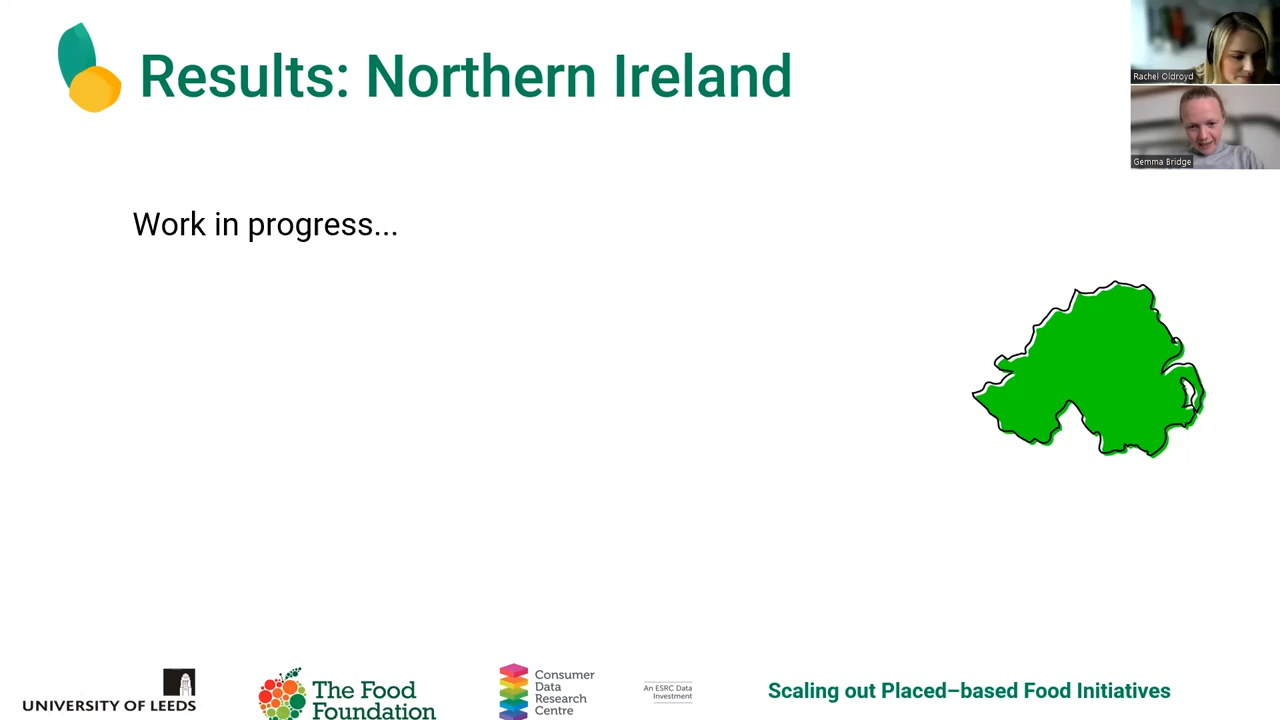 Results: Northern Ireland
Rachel Oldroyd
Gemma Bridge
Work in progress...
UNIVERSITY OF LEEDS
The Food
Foundation
Consumer
Data
Research
Centre
An ESRC Data
Investment
Scaling out Placed–based Food Initiatives